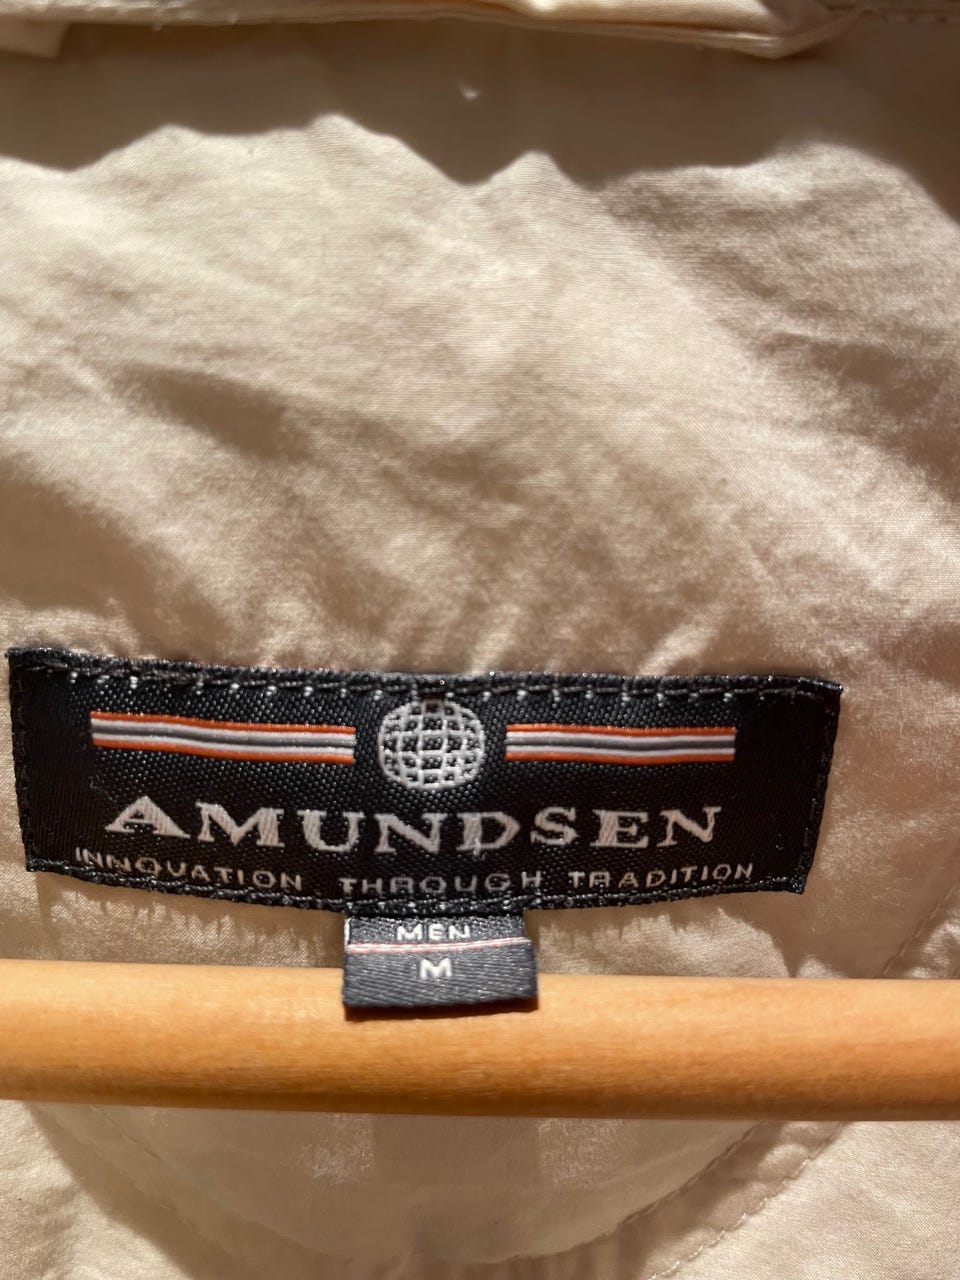 AMUNDSEN
INNOVATION THROUGH TRADITION
MEN
M